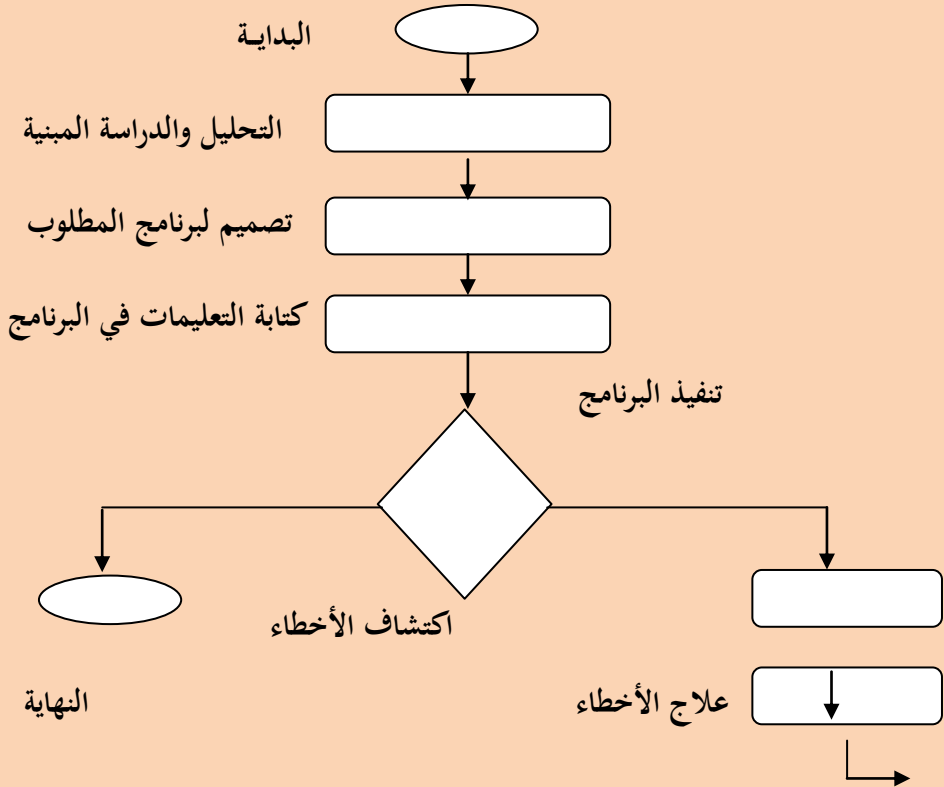 البدايـة
التحليل والدراسة المبنية
تصميم لبرنامج المطلوب
كتابة التعليمات في البرنامج
تنفيذ البرنامج
اكتشاف الأخطاء
علاج الأخطاء
النهاية